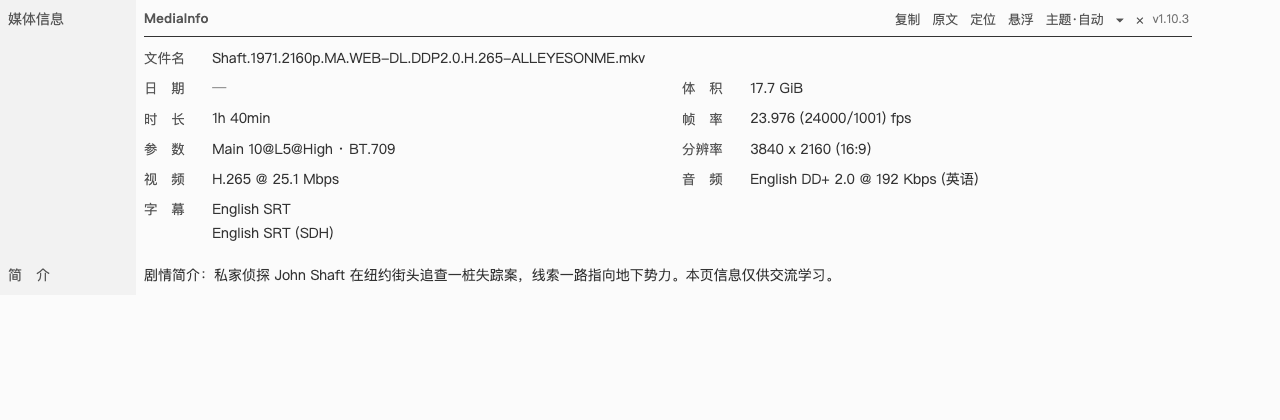 媒体信息
MediaInfo 复制 原文 定位 悬浮 主题·自动 ▾ × v1.10.3
文件名 Shaft.1971.2160p.MA.WEB-DL.DDP2.0.H.265-ALLEYESONME.mkv
日 期 — 体 积 17.7 GiB
时 长 1h 40min 帧 率 23.976 (24000/1001) fps
参 数 Main 10@L5@High · BT.709 分辨率 3840 x 2160 (16:9)
视 频 H.265 @ 25.1 Mbps 音 频 English DD+ 2.0 @ 192 Kbps (英语)
字 幕 English SRT
English SRT (SDH)
简 介 剧情简介：私家侦探 John Shaft 在纽约街头追查一桩失踪案，线索一路指向地下势力。本页信息仅供交流学习。